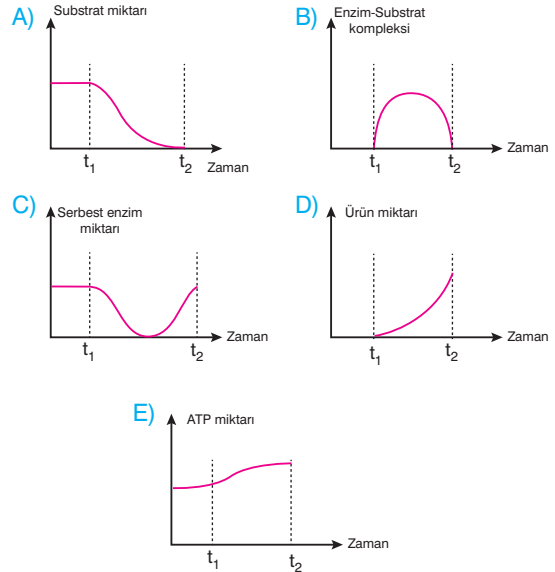 A) Substrat miktarı
t1 t2 Zaman
B) Enzim-Substrat
kompleksi
t1 t2 Zaman
C) Serbest enzim
miktarı
t1 t2 Zaman
D) Ürün miktarı
t1 t2 Zaman
E) ATP miktarı
t1 t2 Zaman